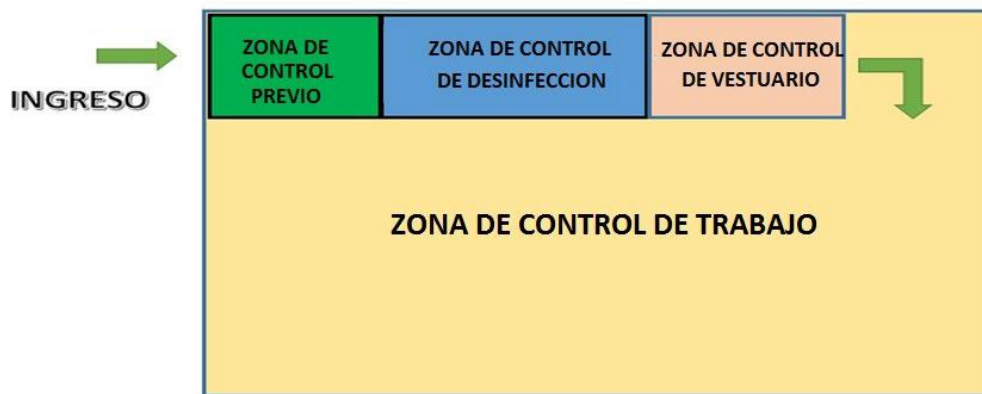 INGRESO
ZONA DE
CONTROL
PREVIO
ZONA DE CONTROL
DE DESINFECCION
ZONA DE CONTROL
DE VESTUARIO
ZONA DE CONTROL DE TRABAJO